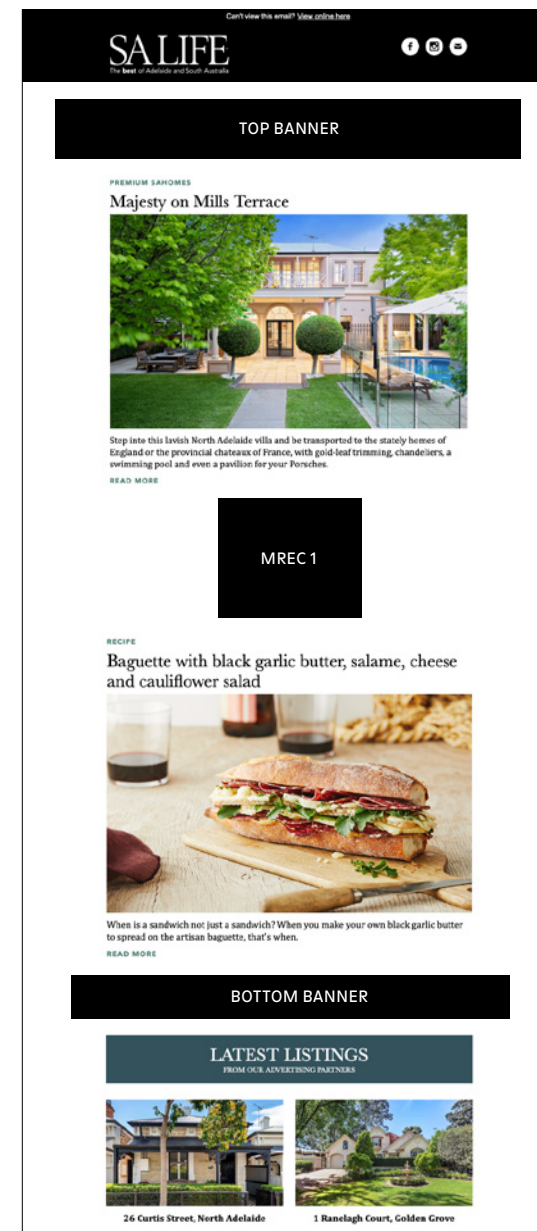 Can't view this email? View online here
SA LIFE
The best of Adelaide and South Australia
TOP BANNER
PREMIUM SAHOMES
Majesty on Mills Terrace
Step into this lavish North Adelaide villa and be transported to the stately homes of
England or the provincial chateaux of France, with gold-leaf trimming, chandeliers, a
swimming pool and even a pavilion for your Porsches.
READ MORE
MREC 1
RECIPE
Baguette with black garlic butter, salame, cheese
and cauliflower salad
When is a sandwich not just a sandwich? When you make your own black garlic butter
to spread on the artisan baguette, that's when.
READ MORE
BOTTOM BANNER
LATEST LISTINGS
FROM OUR ADVERTISING PARTNERS
26 Curtis Street, North Adelaide
1 Ranelagh Court, Golden Grove